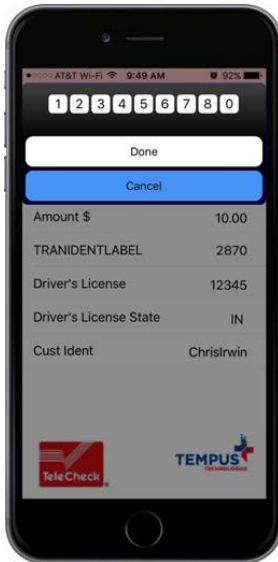 AT&T Wi-Fi 9:49 AM 92%
1 2 3 4 5 6 7 8 0
Done
Cancel
Amount $ 10.00
TRANIDENTLABEL 2870
Driver's License 12345
Driver's License State IN
Cust Ident ChrisIrwin
TeleCheck
TEMPUS
TECHNOLOGIES